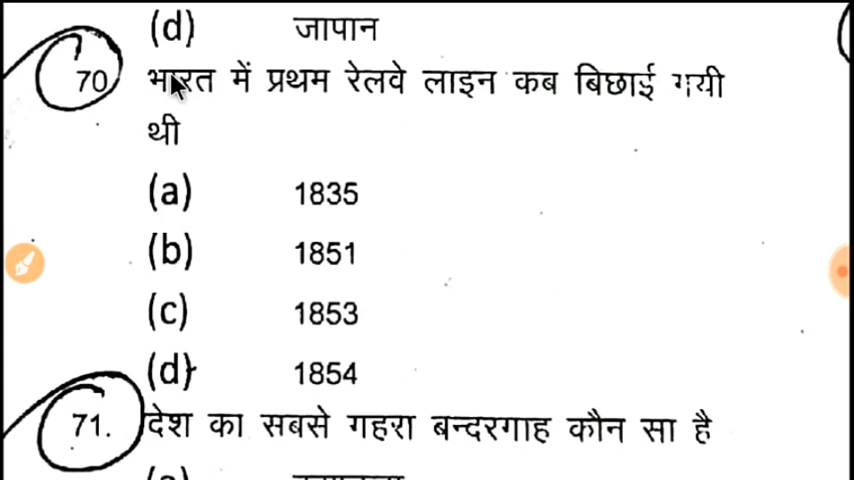 (d) जापान
70 भारत में प्रथम रेलवे लाइन कब बिछाई गयी
थी
(a) 1835
(b) 1851
(c) 1853
(d) 1854
71. देश का सबसे गहरा बन्दरगाह कौन सा है
(a)